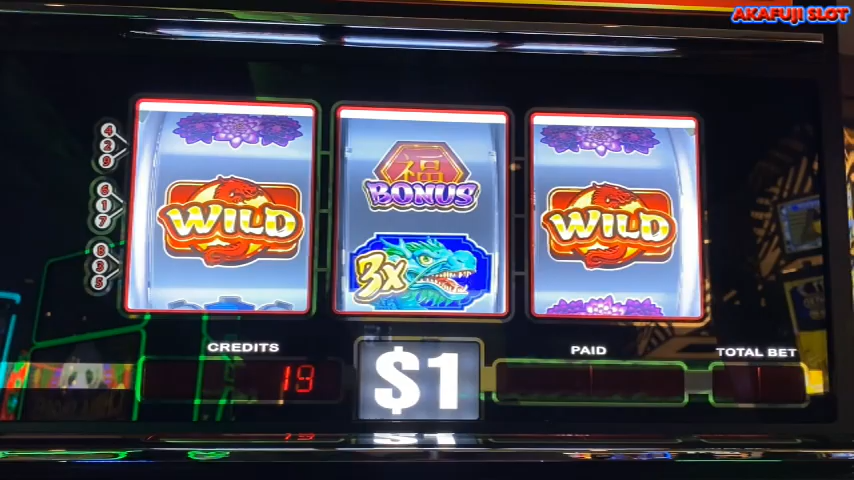 AKAFUJI SLOT
4
2
9
6
1
7
8
3
5
WILD
福
BONUS
WILD
3x
CREDITS
PAID
TOTAL BET
19
$1